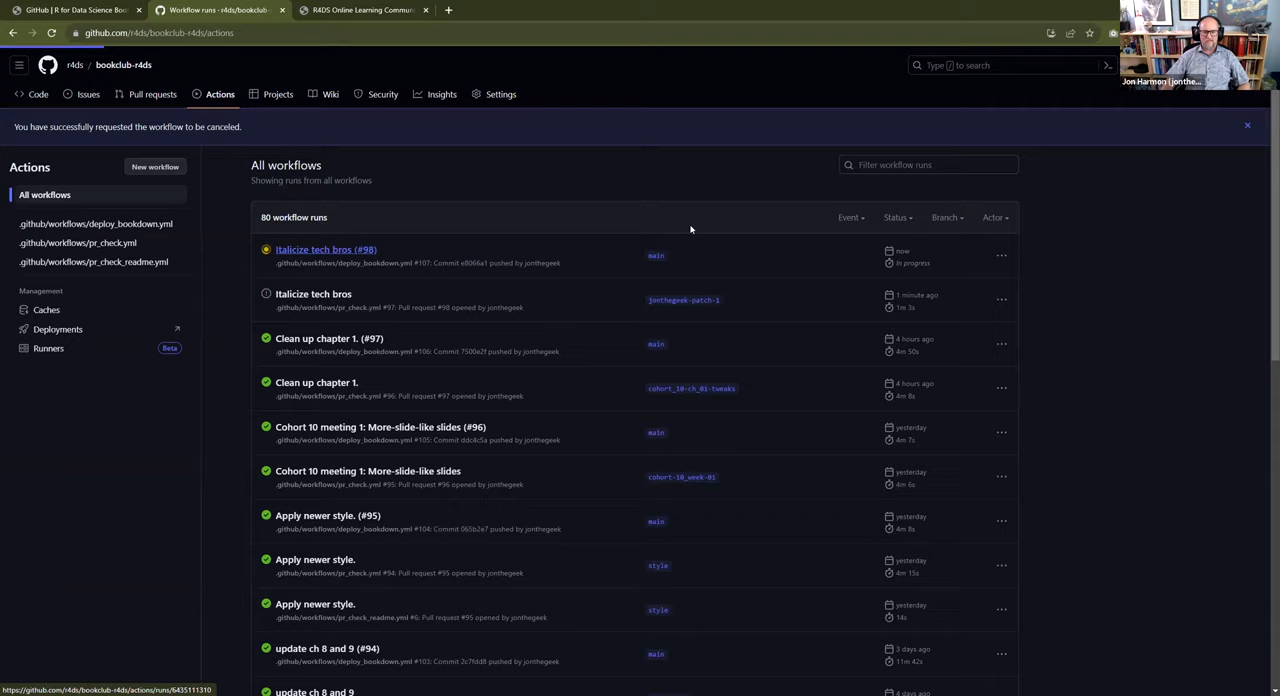 GitHub | R for Data Science Boo
Workflow runs · r4ds/bookclub-r4ds
R4DS Online Learning Commun
github.com/r4ds/bookclub-r4ds/actions
Jon Harmon (jonthe...
r4ds / bookclub-r4ds
Type / to search
Code
Issues
Pull requests
Actions
Projects
Wiki
Security
Insights
Settings
You have successfully requested the workflow to be canceled.
Actions
New workflow
All workflows
.github/workflows/deploy_bookdown.yml
.github/workflows/pr_check.yml
.github/workflows/pr_check_readme.yml
Management
Caches
Deployments
Runners
Beta
All workflows
Showing runs from all workflows
Filter workflow runs
80 workflow runs
Event
Status
Branch
Actor
Italicize tech bros (#98)
.github/workflows/deploy_bookdown.yml #107: Commit e8066a1 pushed by jonthegeek
main
now
In progress
Italicize tech bros
.github/workflows/pr_check.yml #97: Pull request #98 opened by jonthegeek
jonthegeek-patch-1
1 minute ago
1m 3s
Clean up chapter 1. (#97)
.github/workflows/deploy_bookdown.yml #106: Commit 7500e2f pushed by jonthegeek
main
4 hours ago
4m 50s
Clean up chapter 1.
.github/workflows/pr_check.yml #96: Pull request #97 opened by jonthegeek
cohort_10-ch_01-tweaks
4 hours ago
4m 8s
Cohort 10 meeting 1: More-slide-like slides (#96)
.github/workflows/deploy_bookdown.yml #105: Commit ddc4c5a pushed by jonthegeek
main
yesterday
4m 7s
Cohort 10 meeting 1: More-slide-like slides
.github/workflows/pr_check.yml #95: Pull request #96 opened by jonthegeek
cohort-10_week-01
yesterday
4m 6s
Apply newer style. (#95)
.github/workflows/deploy_bookdown.yml #104: Commit 065b2e7 pushed by jonthegeek
main
yesterday
4m 8s
Apply newer style.
.github/workflows/pr_check.yml #94: Pull request #95 opened by jonthegeek
style
yesterday
4m 15s
Apply newer style.
.github/workflows/pr_check_readme.yml #6: Pull request #95 opened by jonthegeek
style
yesterday
14s
update ch 8 and 9 (#94)
.github/workflows/deploy_bookdown.yml #103: Commit 2c7fdd8 pushed by jonthegeek
main
3 days ago
11m 42s
update ch 8 and 9
4 days ago
https://github.com/r4ds/bookclub-r4ds/actions/runs/6435111310